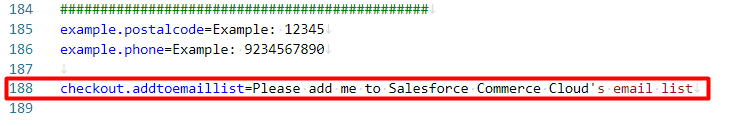 184 ##############################################
185 example.postalcode=Example: 12345
186 example.phone=Example: 9234567890
187
188 checkout.addtoemaillist=Please add me to Salesforce Commerce Cloud's email list
189